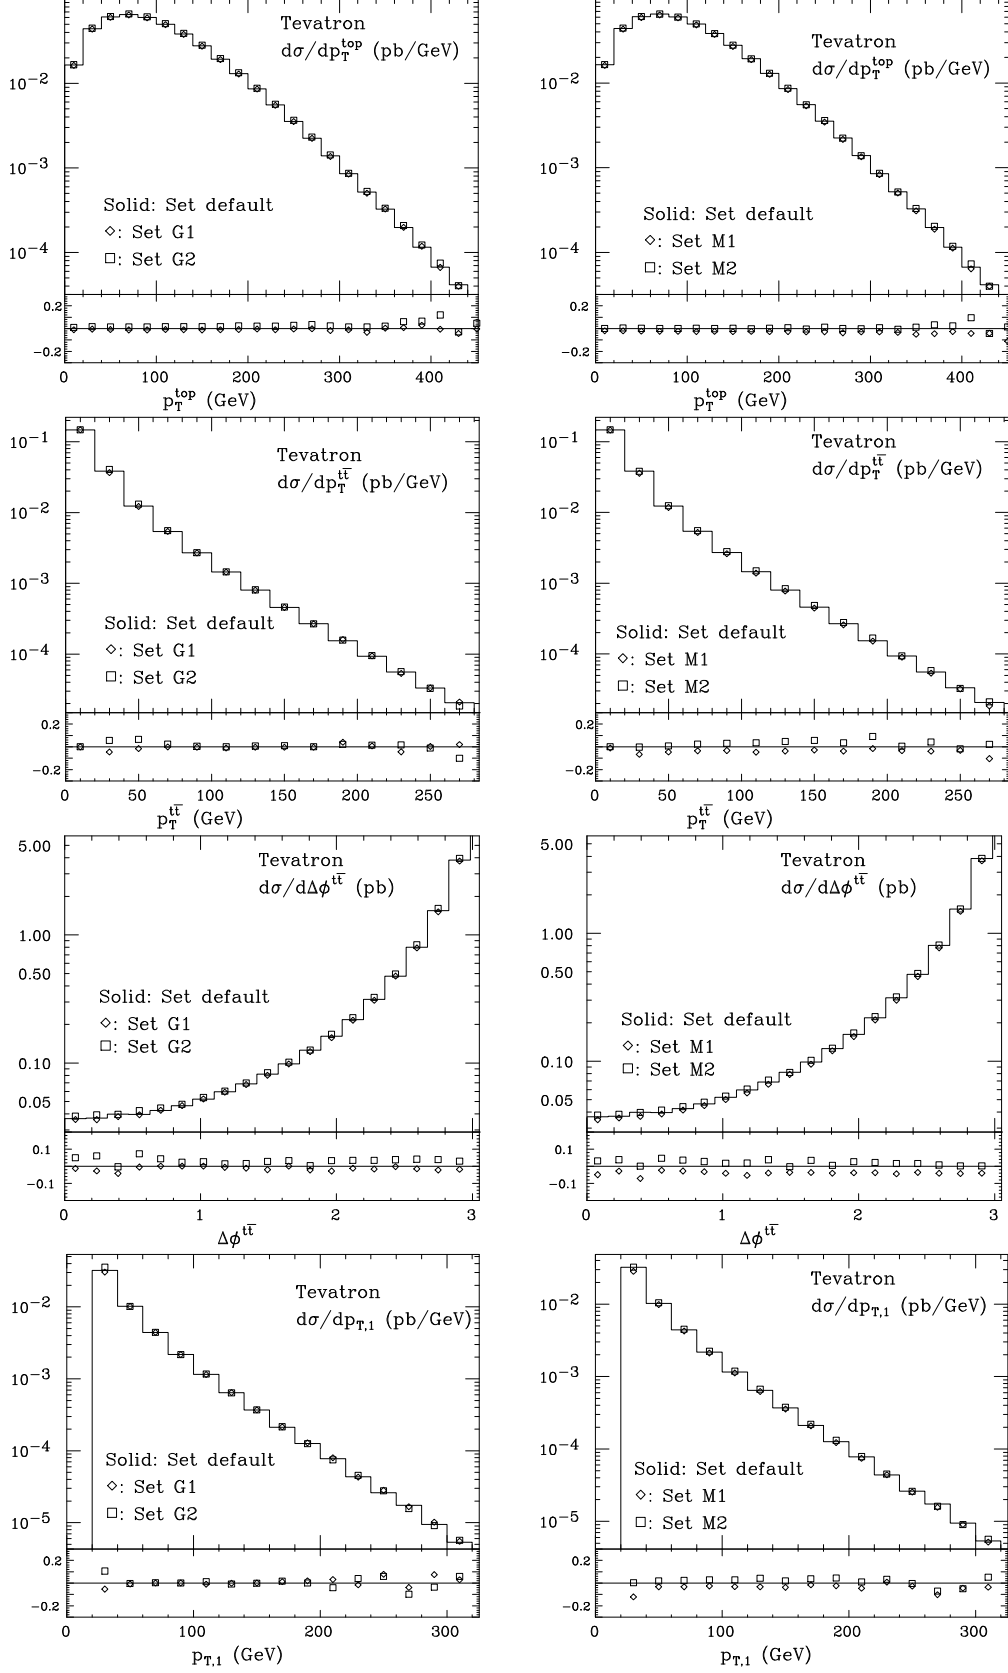 Tevatron
dσ/dp_T^top (pb/GeV)
10^−2
10^−3
10^−4
Solid: Set default
◇: Set G1
□: Set G2
0.2
−0.2
0 100 200 300 400
p_T^top (GeV)
Tevatron
dσ/dp_T^top (pb/GeV)
10^−2
10^−3
10^−4
Solid: Set default
◇: Set M1
□: Set M2
0.2
−0.2
0 100 200 300 400
p_T^top (GeV)
10^−1
Tevatron
dσ/dp_T^tt̅ (pb/GeV)
10^−2
10^−3
10^−4
Solid: Set default
◇: Set G1
□: Set G2
0.2
−0.2
0 50 100 150 200 250
p_T^tt̅ (GeV)
10^−1
Tevatron
dσ/dp_T^tt̅ (pb/GeV)
10^−2
10^−3
10^−4
Solid: Set default
◇: Set M1
□: Set M2
0.2
−0.2
0 50 100 150 200 250
p_T^tt̅ (GeV)
5.00
Tevatron
dσ/dΔϕ^tt̅ (pb)
1.00
0.50
0.10
0.05
Solid: Set default
◇: Set G1
□: Set G2
0.1
−0.1
0 1 2 3
Δϕ^tt̅
5.00
Tevatron
dσ/dΔϕ^tt̅ (pb)
1.00
0.50
0.10
0.05
Solid: Set default
◇: Set M1
□: Set M2
0.1
−0.1
0 1 2 3
Δϕ^tt̅
Tevatron
dσ/dp_T,1 (pb/GeV)
10^−2
10^−3
10^−4
10^−5
Solid: Set default
◇: Set G1
□: Set G2
0.2
−0.2
0 100 200 300
p_T,1 (GeV)
Tevatron
dσ/dp_T,1 (pb/GeV)
10^−2
10^−3
10^−4
10^−5
Solid: Set default
◇: Set M1
□: Set M2
0.2
−0.2
0 100 200 300
p_T,1 (GeV)